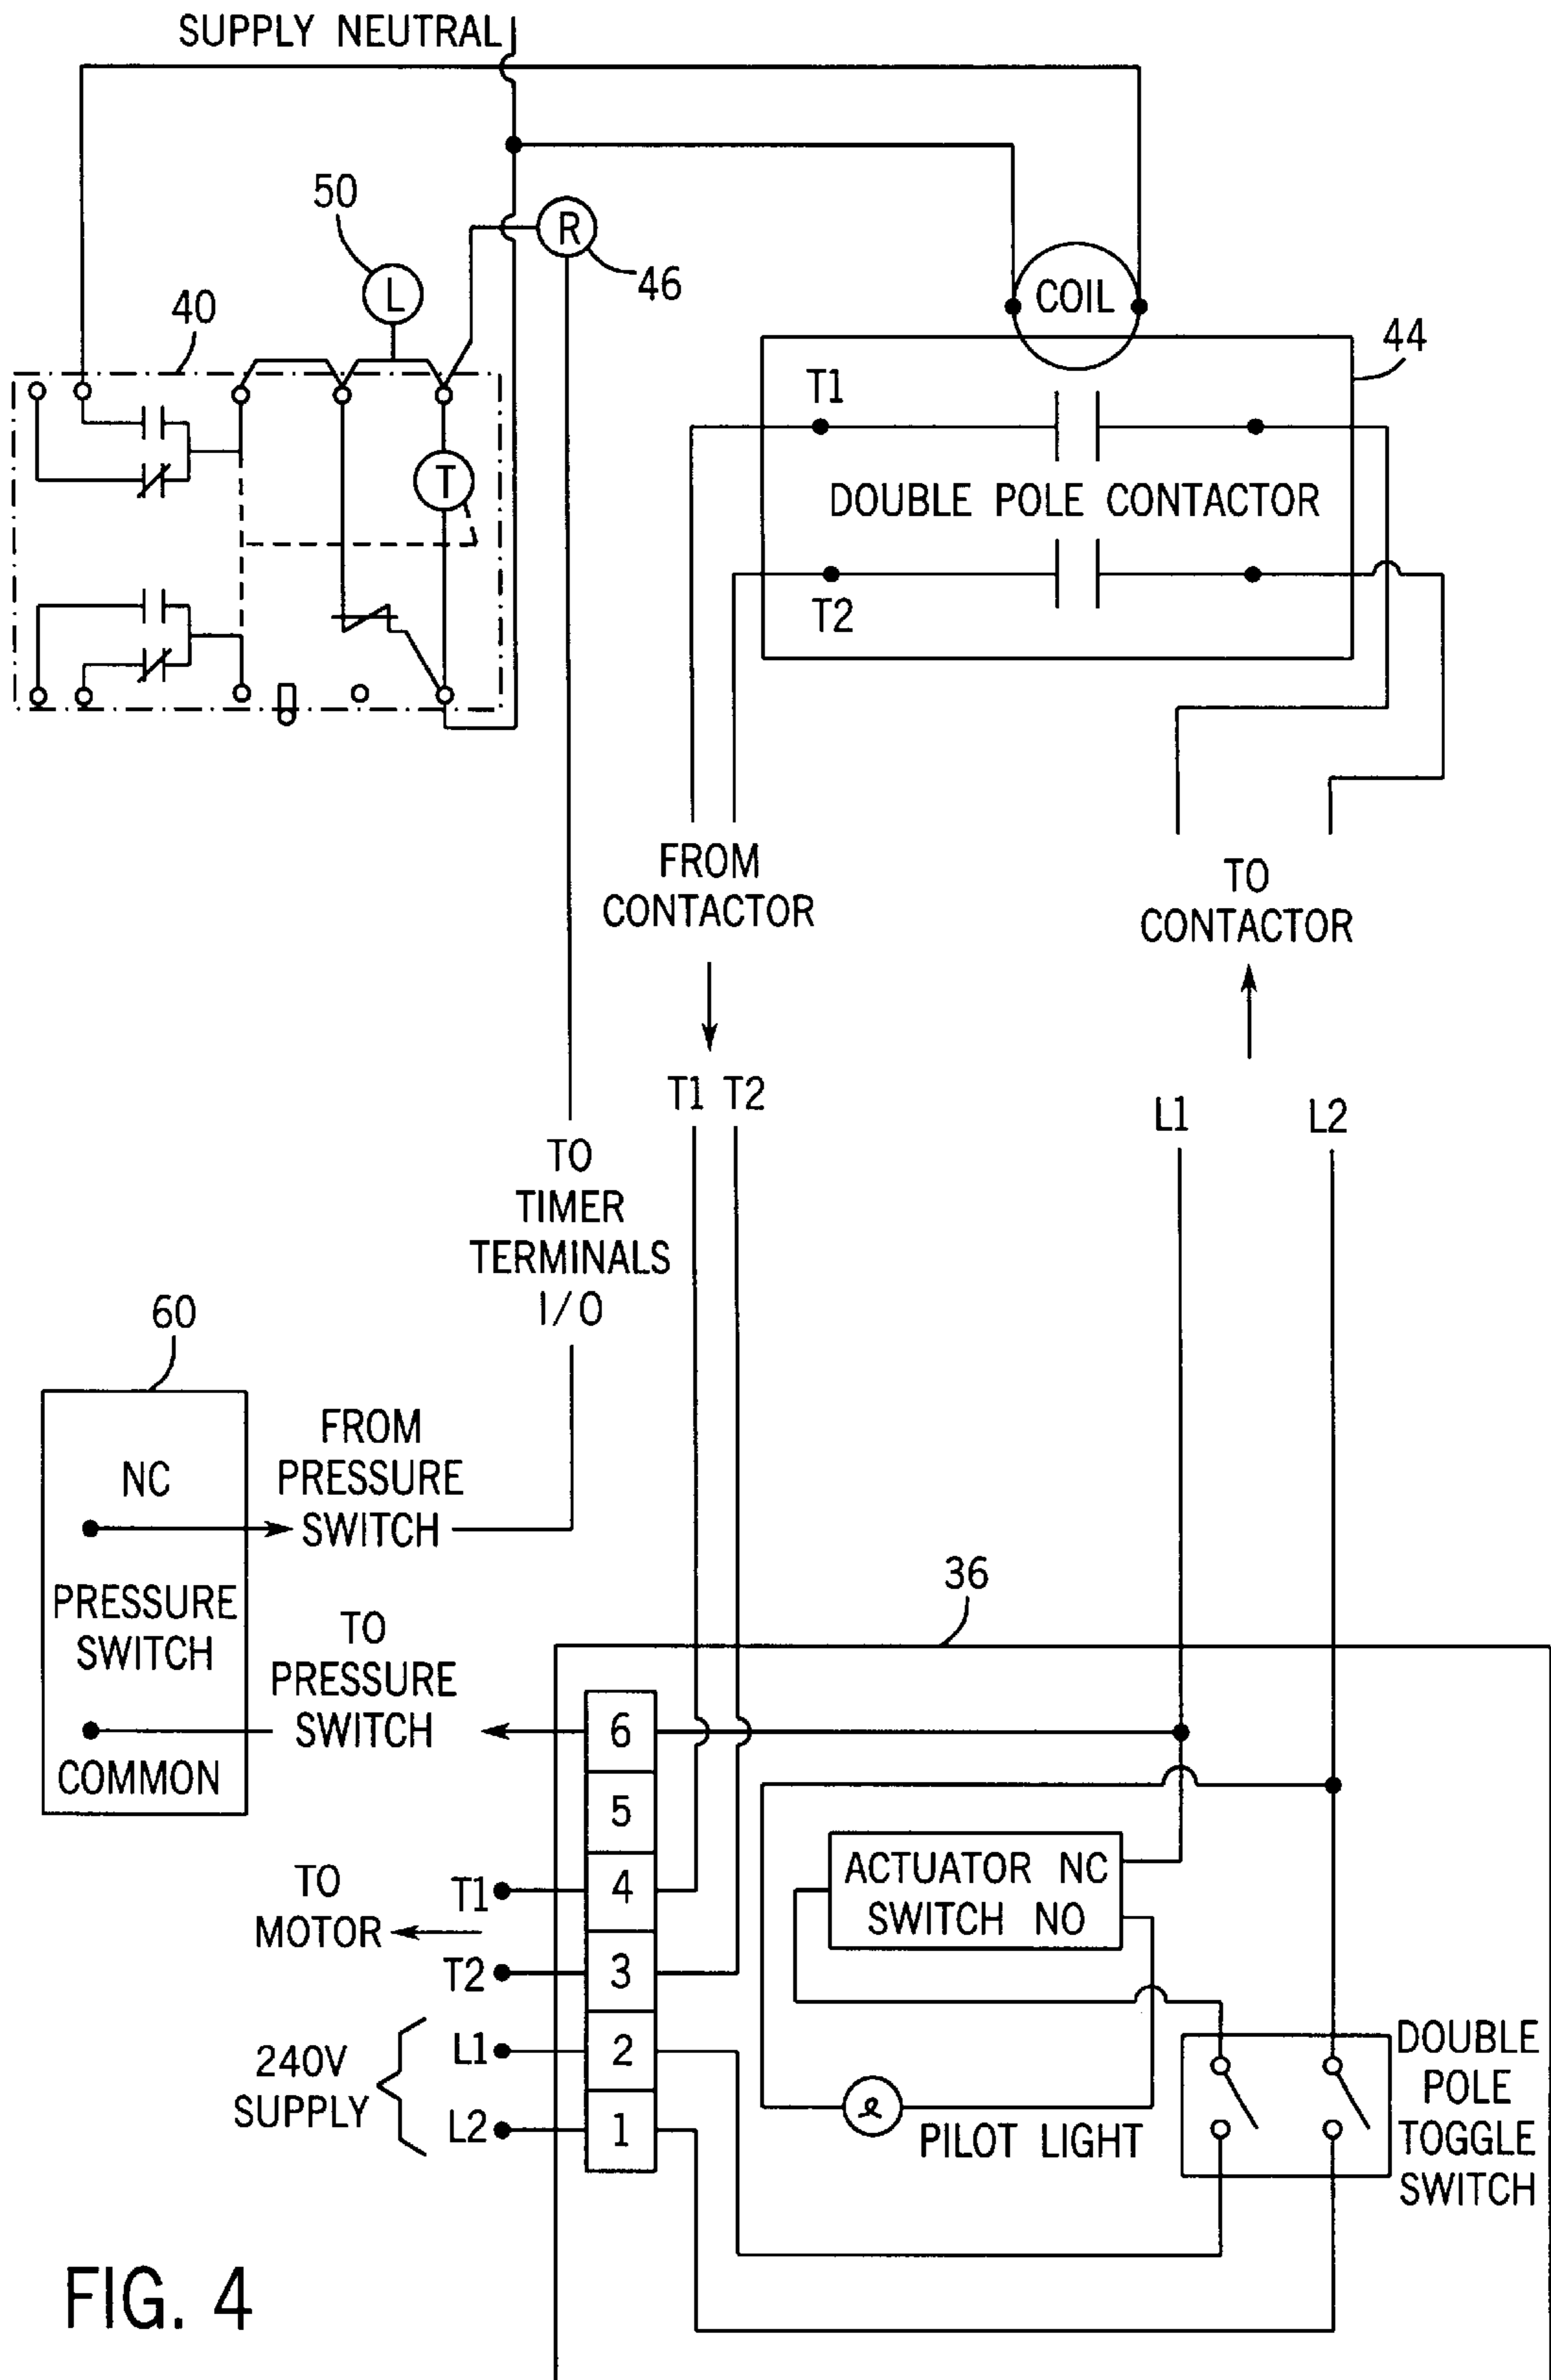 SUPPLY NEUTRAL
50
R
46
L
40
COIL
44
T1
T
DOUBLE POLE CONTACTOR
T2
FROM
CONTACTOR
TO
CONTACTOR
T1 T2
L1
L2
TO
TIMER
TERMINALS
I/O
60
NC
FROM
PRESSURE
SWITCH
PRESSURE
SWITCH
COMMON
TO
PRESSURE
SWITCH
36
6
5
4
3
2
1
TO
MOTOR
T1
T2
240V
SUPPLY
L1
L2
ACTUATOR NC
SWITCH NO
PILOT LIGHT
DOUBLE
POLE
TOGGLE
SWITCH
FIG. 4